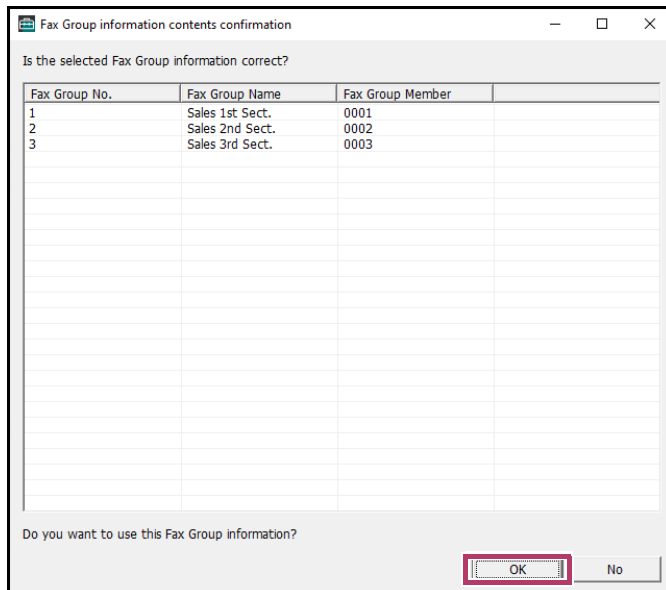 Fax Group information contents confirmation
Is the selected Fax Group information correct?
Fax Group No. Fax Group Name Fax Group Member
1 Sales 1st Sect. 0001
2 Sales 2nd Sect. 0002
3 Sales 3rd Sect. 0003
Do you want to use this Fax Group information?
OK No